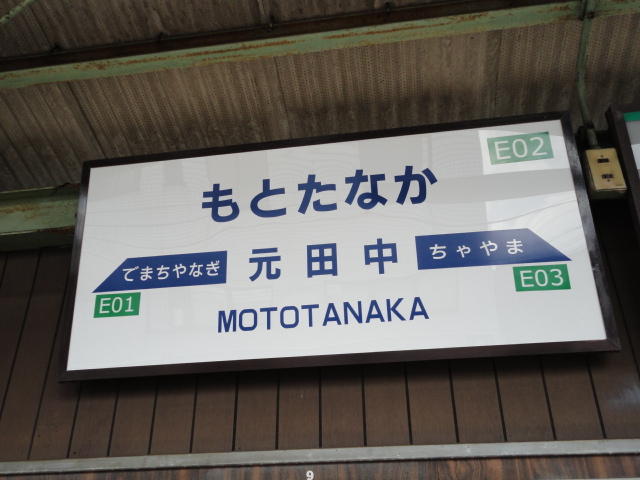 E02
もとたなか
でまちやなぎ 元田中 ちゃやま
E01 E03
MOTOTANAKA
9